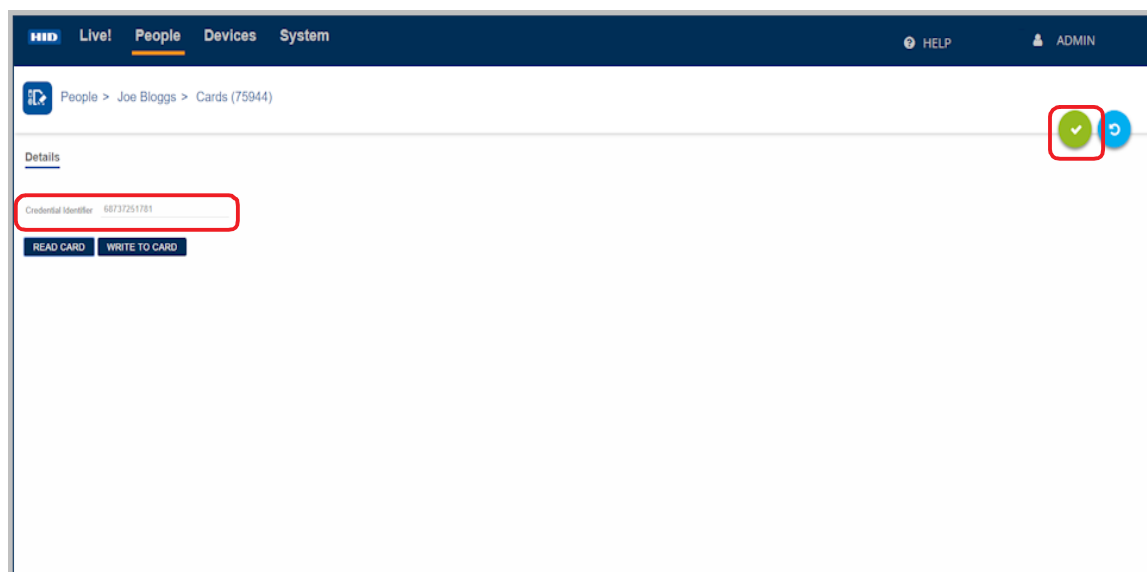 HID Live! People Devices System HELP ADMIN
People > Joe Bloggs > Cards (75944)
Details
Credential Identifier 68737251781
READ CARD WRITE TO CARD